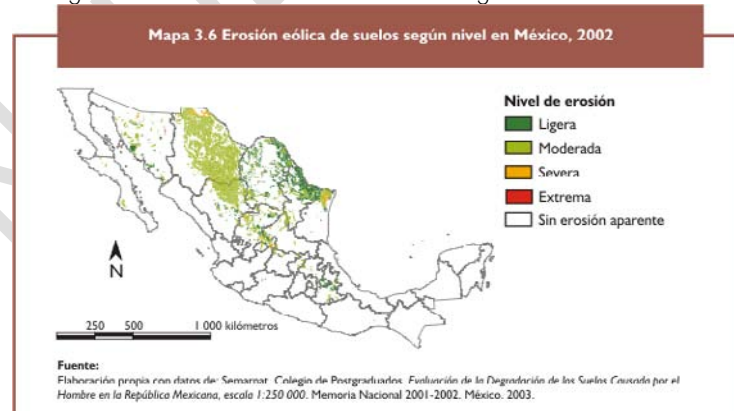 Mapa 3.6 Erosión eólica de suelos según nivel en México, 2002
Nivel de erosión
Ligera
Moderada
Severa
Extrema
Sin erosión aparente
N
250 500 1 000 kilómetros
Fuente:
Elaboración propia con datos de: Semarnat, Colegio de Postgraduados. Evaluación de la Degradación de los Suelos Causada por el
Hombre en la República Mexicana, escala 1:250 000. Memoria Nacional 2001-2002. México. 2003.